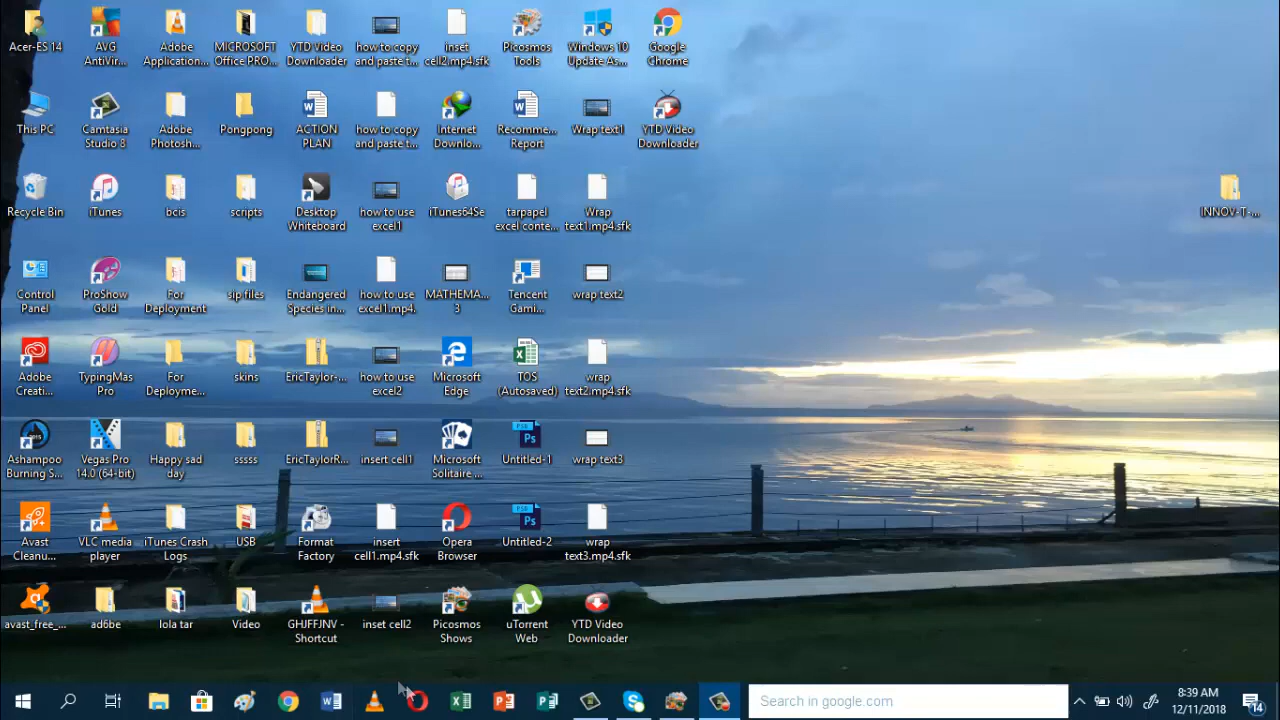 Acer-ES 14
AVG
AntiVir...
Adobe
Application...
MICROSOFT
Office PRO...
YTD Video
Downloader
how to copy
and paste t...
inset
cell2.mp4.sfk
Picosmos
Tools
Windows 10
Update As...
Google
Chrome
This PC
Camtasia
Studio 8
Adobe
Photosh...
Pongpong
ACTION
PLAN
how to copy
and paste t...
Internet
Downlo...
Recomme...
Report
Wrap text1
YTD Video
Downloader
Recycle Bin
iTunes
bcis
scripts
Desktop
Whiteboard
how to use
excel1
iTunes64Se
tarpapel
excel conte...
Wrap
text1.mp4.sfk
INNOV-T-...
Control
Panel
ProShow
Gold
For
Deployment
sip files
Endangered
Species in...
how to use
excel1.mp4.
MATHEMA...
3
Tencent
Gami...
wrap text2
Adobe
Creati...
TypingMas
Pro
For
Deployme...
skins
EricTaylor-...
how to use
excel2
Microsoft
Edge
TOS
(Autosaved)
wrap
text2.mp4.sfk
Ashampoo
Burning S...
Vegas Pro
14.0 (64-bit)
Happy sad
day
sssss
EricTaylorR...
insert cell1
Microsoft
Solitaire ...
Untitled-1
wrap text3
Avast
Cleanu...
VLC media
player
iTunes Crash
Logs
USB
Format
Factory
insert
cell1.mp4.sfk
Opera
Browser
Untitled-2
wrap
text3.mp4.sfk
avast_free_...
ad6be
lola tar
Video
GHJFFJNV -
Shortcut
inset cell2
Picosmos
Shows
uTorrent
Web
YTD Video
Downloader
Search in google.com
8:39 AM
12/11/2018
14